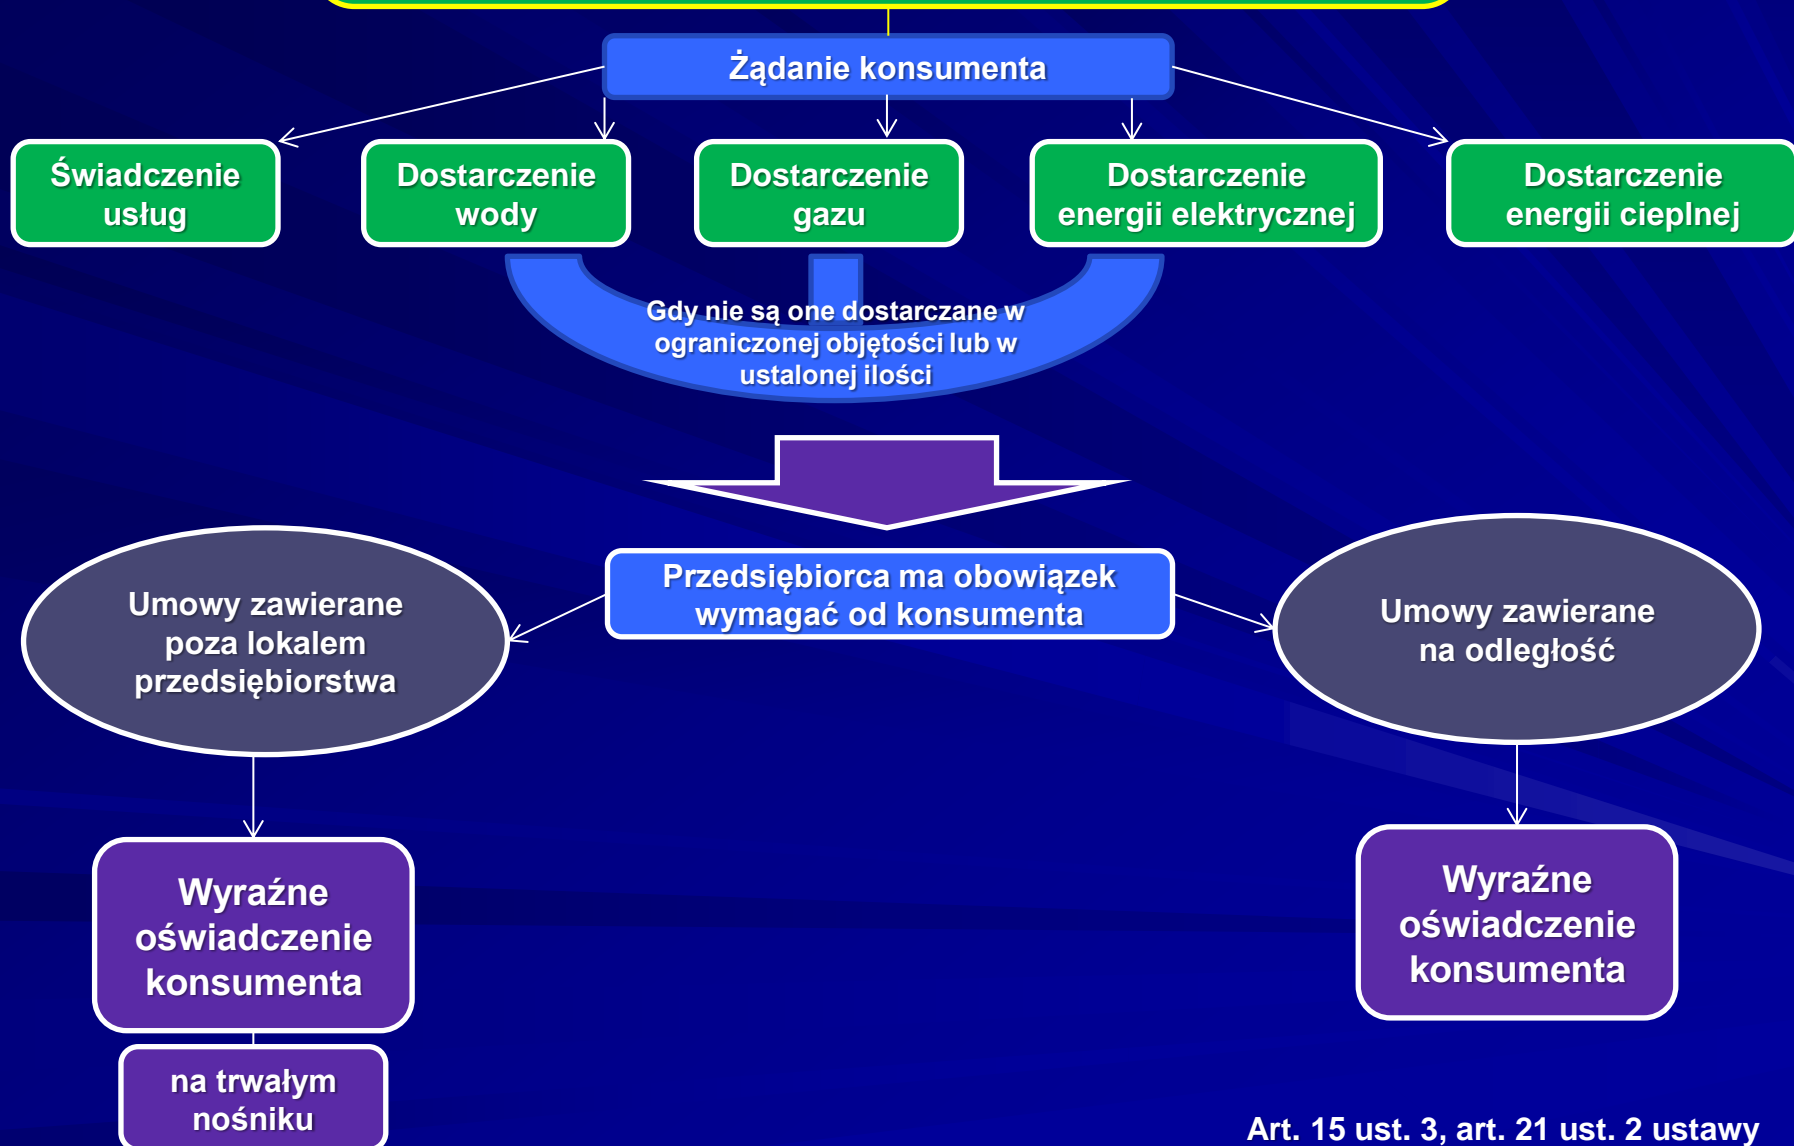 Żądanie konsumenta
Świadczenie
usług
Dostarczenie
wody
Dostarczenie
gazu
Dostarczenie
energii elektrycznej
Dostarczenie
energii cieplnej
Gdy nie są one dostarczane w
ograniczonej objętości lub w
ustalonej ilości
Przedsiębiorca ma obowiązek
wymagać od konsumenta
Umowy zawierane
poza lokalem
przedsiębiorstwa
Umowy zawierane
na odległość
Wyraźne
oświadczenie
konsumenta
na trwałym
nośniku
Wyraźne
oświadczenie
konsumenta
Art. 15 ust. 3, art. 21 ust. 2 ustawy